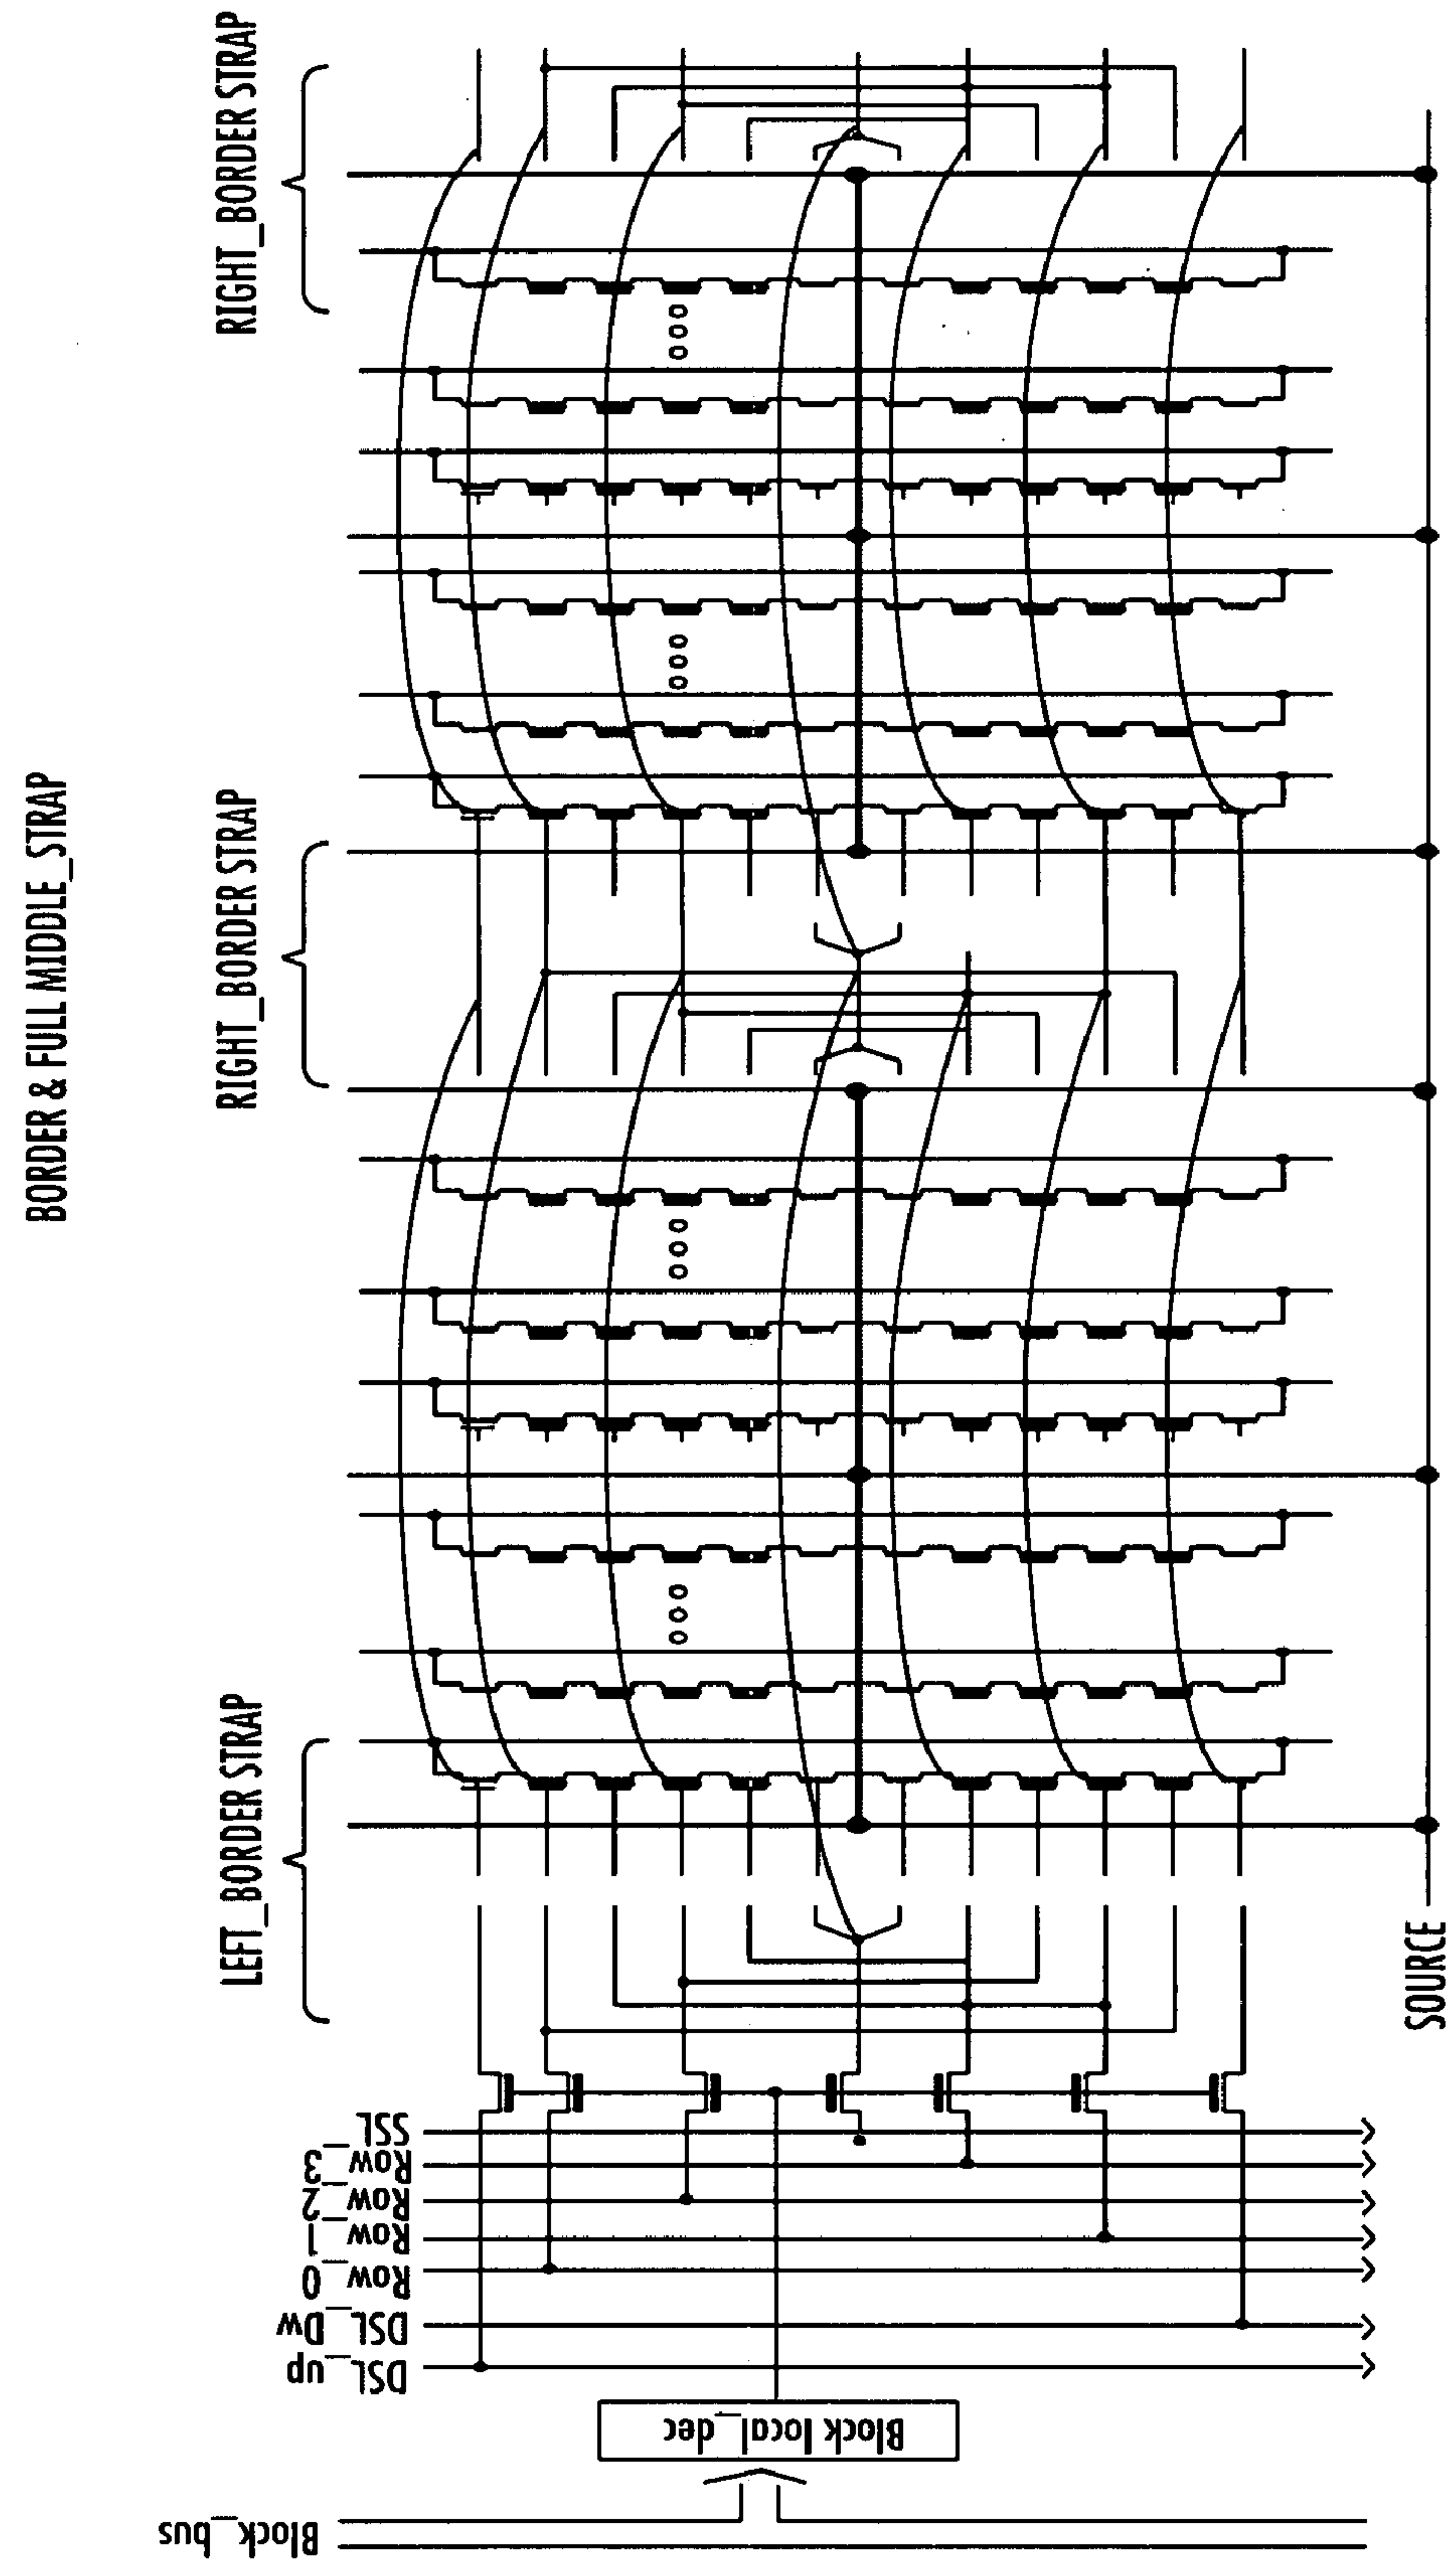 BORDER & FULL MIDDLE_STRAP
LEFT_BORDER STRAP
RIGHT_BORDER STRAP
RIGHT_BORDER STRAP
SOURCE
SSL_
Row_3
Row_2
Row_1
Row_0
DSL_Dw
DSL_up
Block local_dec
Block_bus